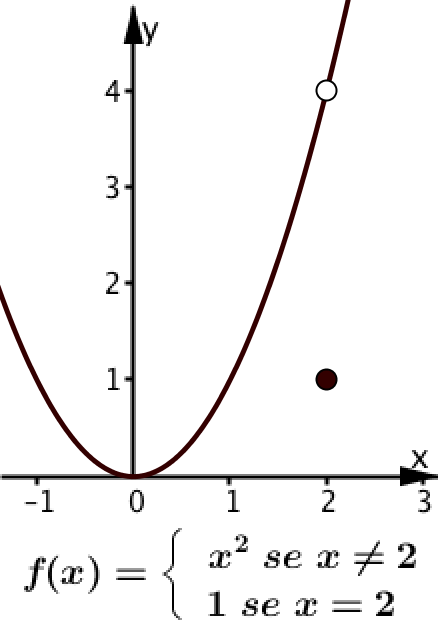 y
4
3
2
1
x
-1 0 1 2 3
f(x) = { x² se x ≠ 2
1 se x = 2